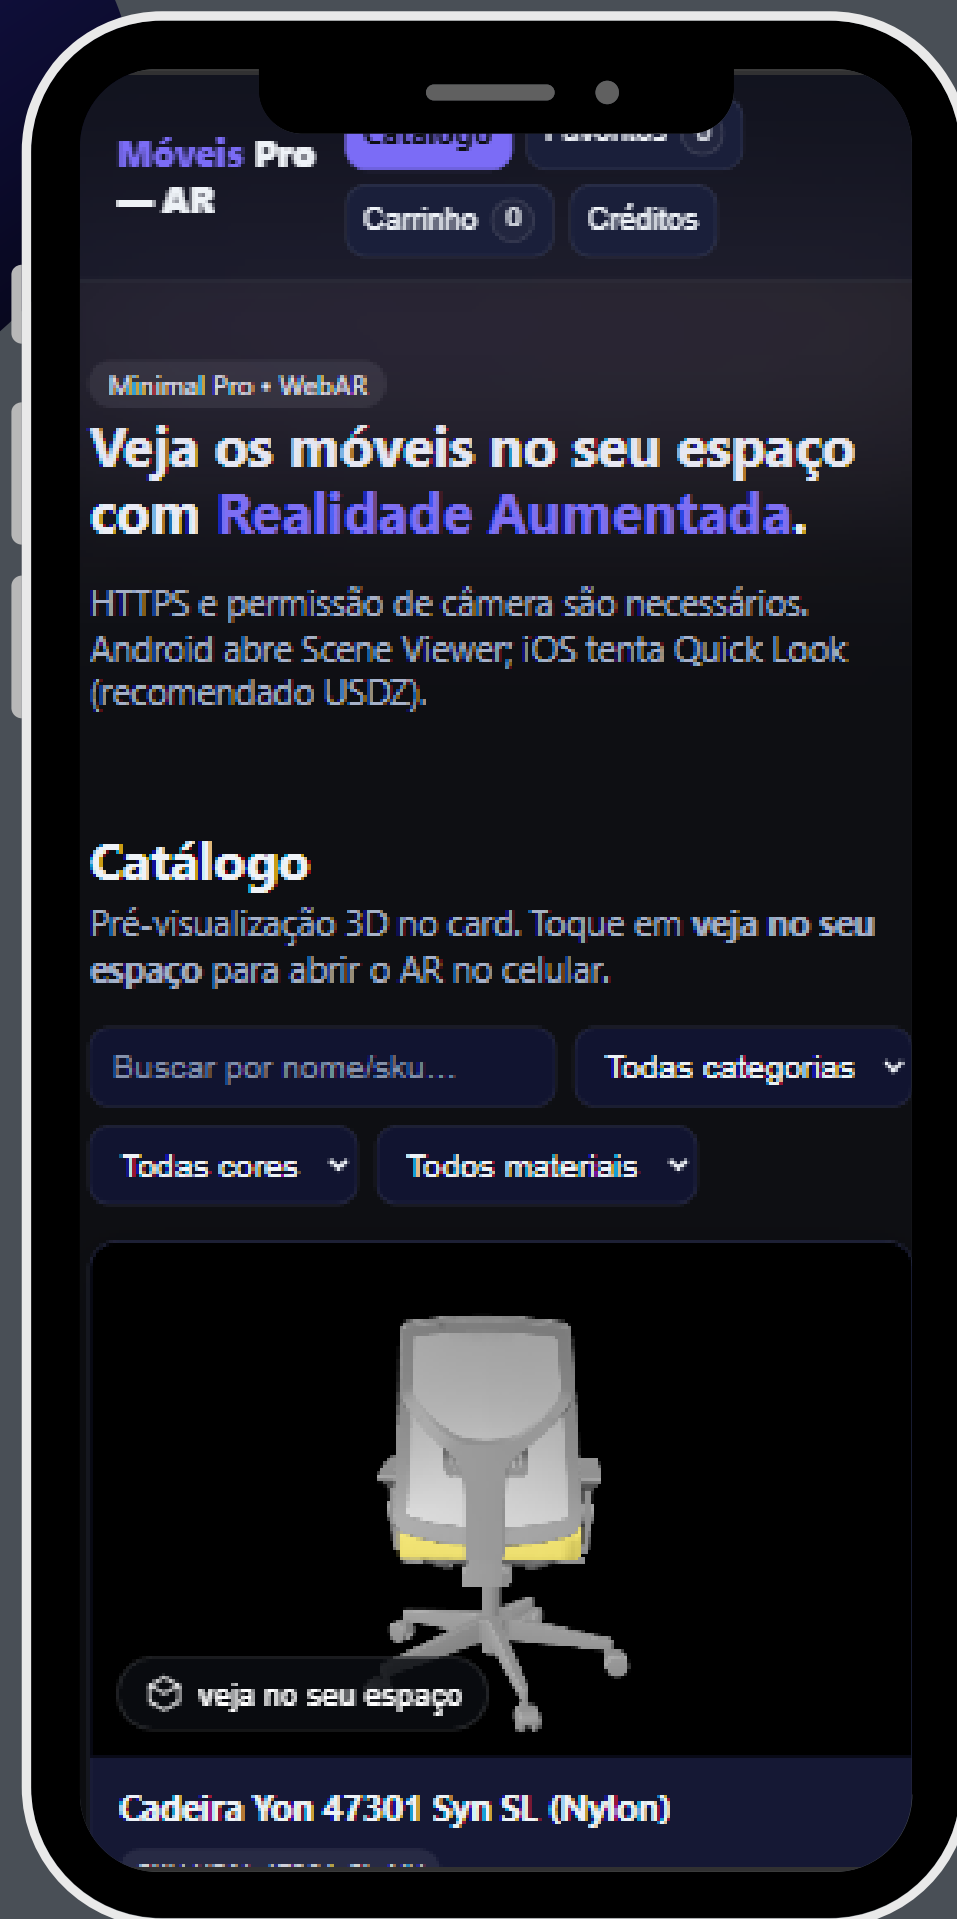 Móveis Pro
— AR
Catálogo
Favoritos 0
Carrinho 0
Créditos
Minimal Pro • WebAR
Veja os móveis no seu espaço
com Realidade Aumentada.
HTTPS e permissão de câmera são necessários.
Android abre Scene Viewer; iOS tenta Quick Look
(recomendado USDZ).
Catálogo
Pré-visualização 3D no card. Toque em veja no seu
espaço para abrir o AR no celular.
Buscar por nome/sku...
Todas categorias
Todas cores
Todos materiais
veja no seu espaço
Cadeira Yon 47301 Syn SL (Nylon)